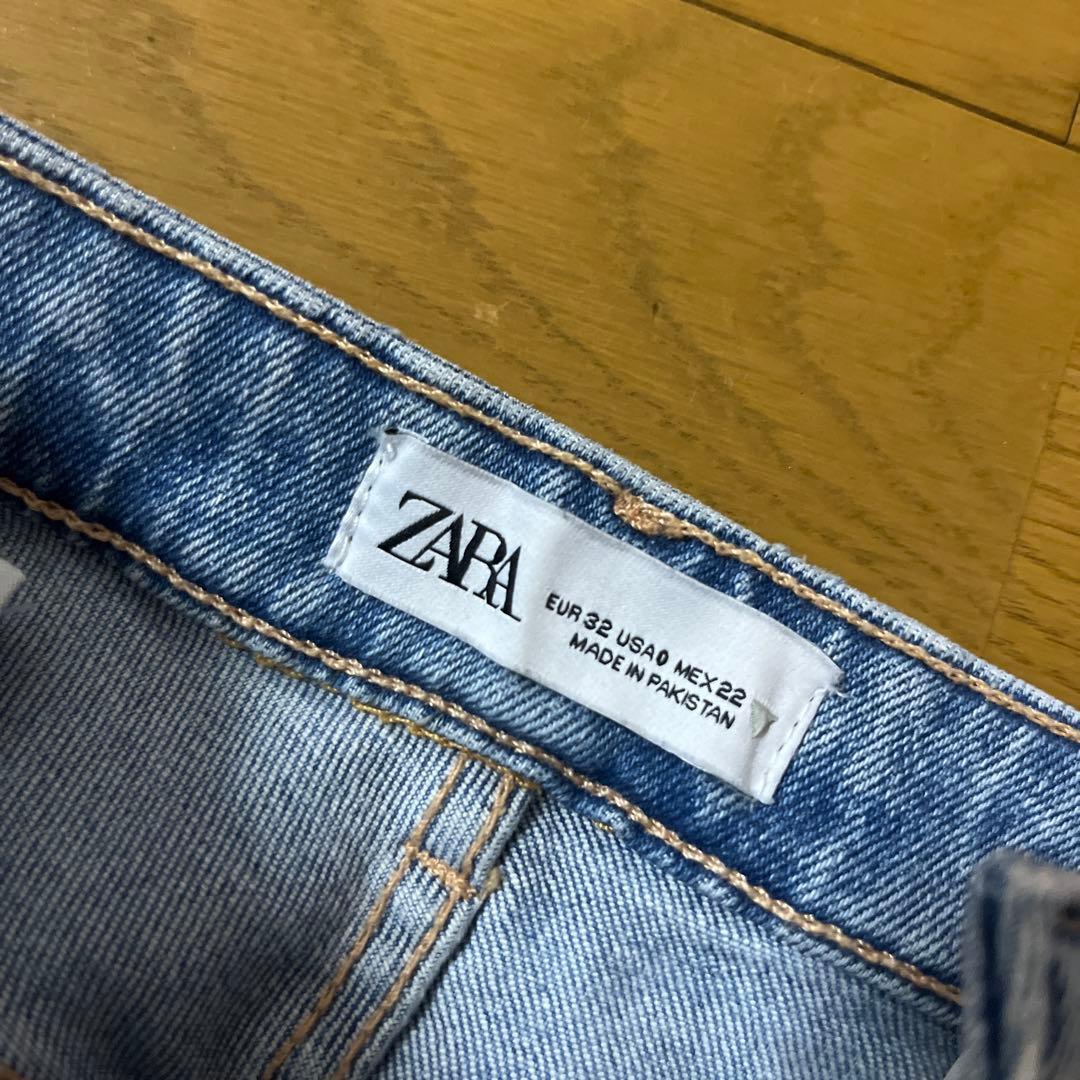 ZARA
EUR 32 USA 0 MEX 22
MADE IN PAKISTAN